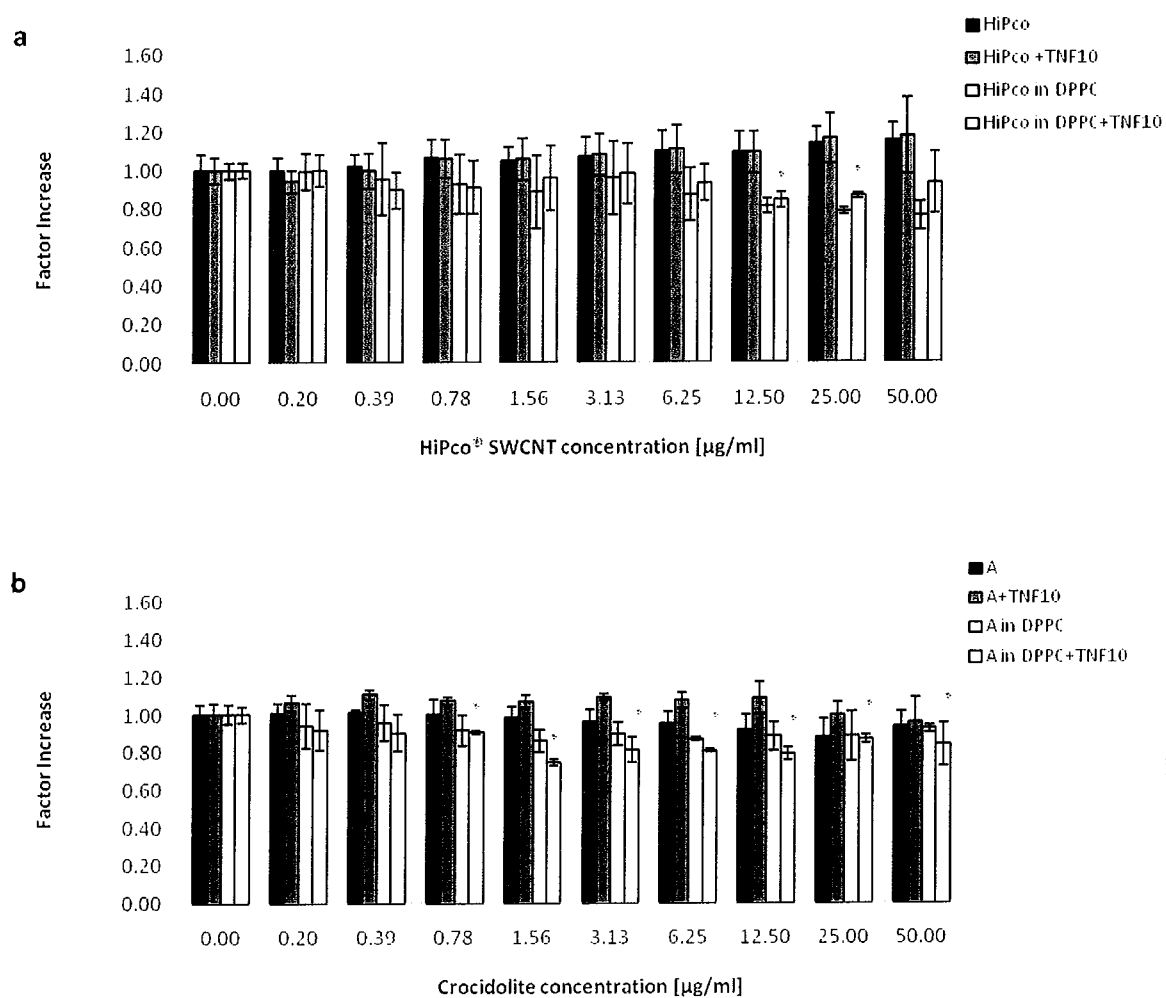 a
HiPco
HiPco +TNF10
HiPco in DPPC
HiPco in DPPC+TNF10
1.60
1.40
1.20
1.00
0.80
0.60
0.40
0.20
0.00
Factor Increase
0.00 0.20 0.39 0.78 1.56 3.13 6.25 12.50 25.00 50.00
HiPco® SWCNT concentration [µg/ml]
b
A
A+TNF10
A in DPPC
A in DPPC+TNF10
1.60
1.40
1.20
1.00
0.80
0.60
0.40
0.20
0.00
Factor Increase
0.00 0.20 0.39 0.78 1.56 3.13 6.25 12.50 25.00 50.00
Crocidolite concentration [µg/ml]